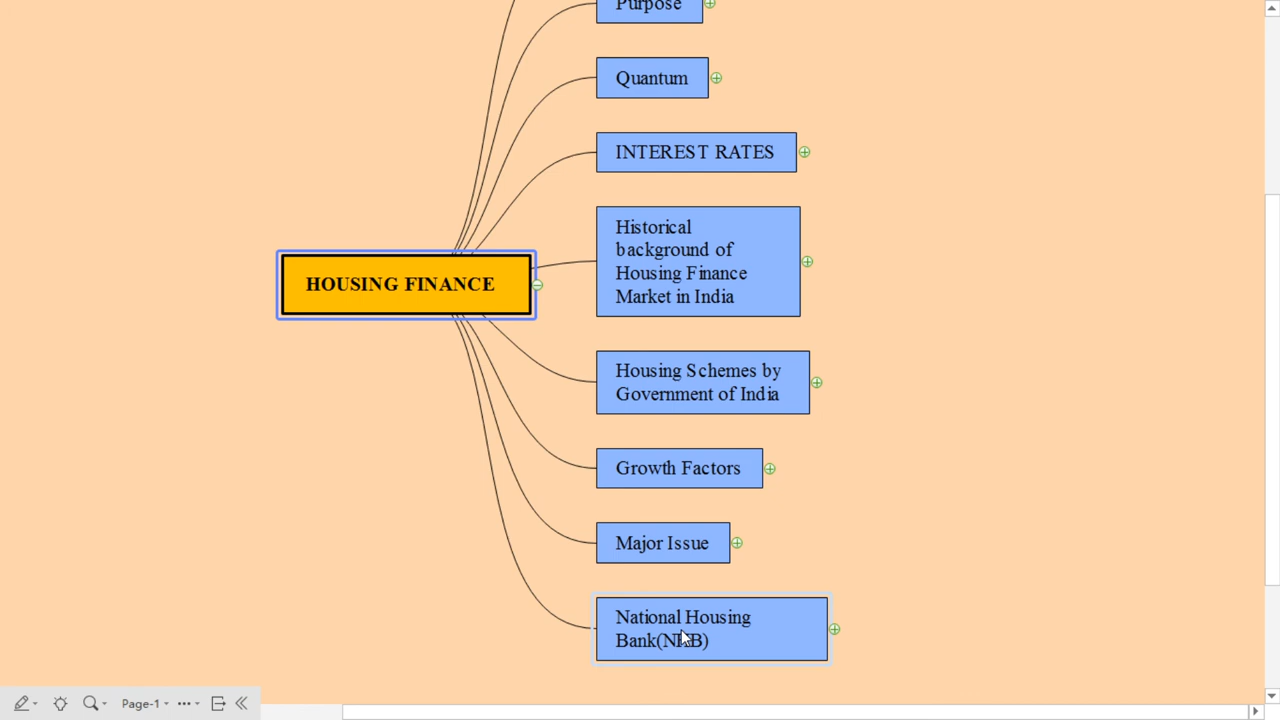 Purpose
Quantum
INTEREST RATES
Historical
background of
Housing Finance
Market in India
HOUSING FINANCE
Housing Schemes by
Government of India
Growth Factors
Major Issue
National Housing
Bank(NHB)
Page-1